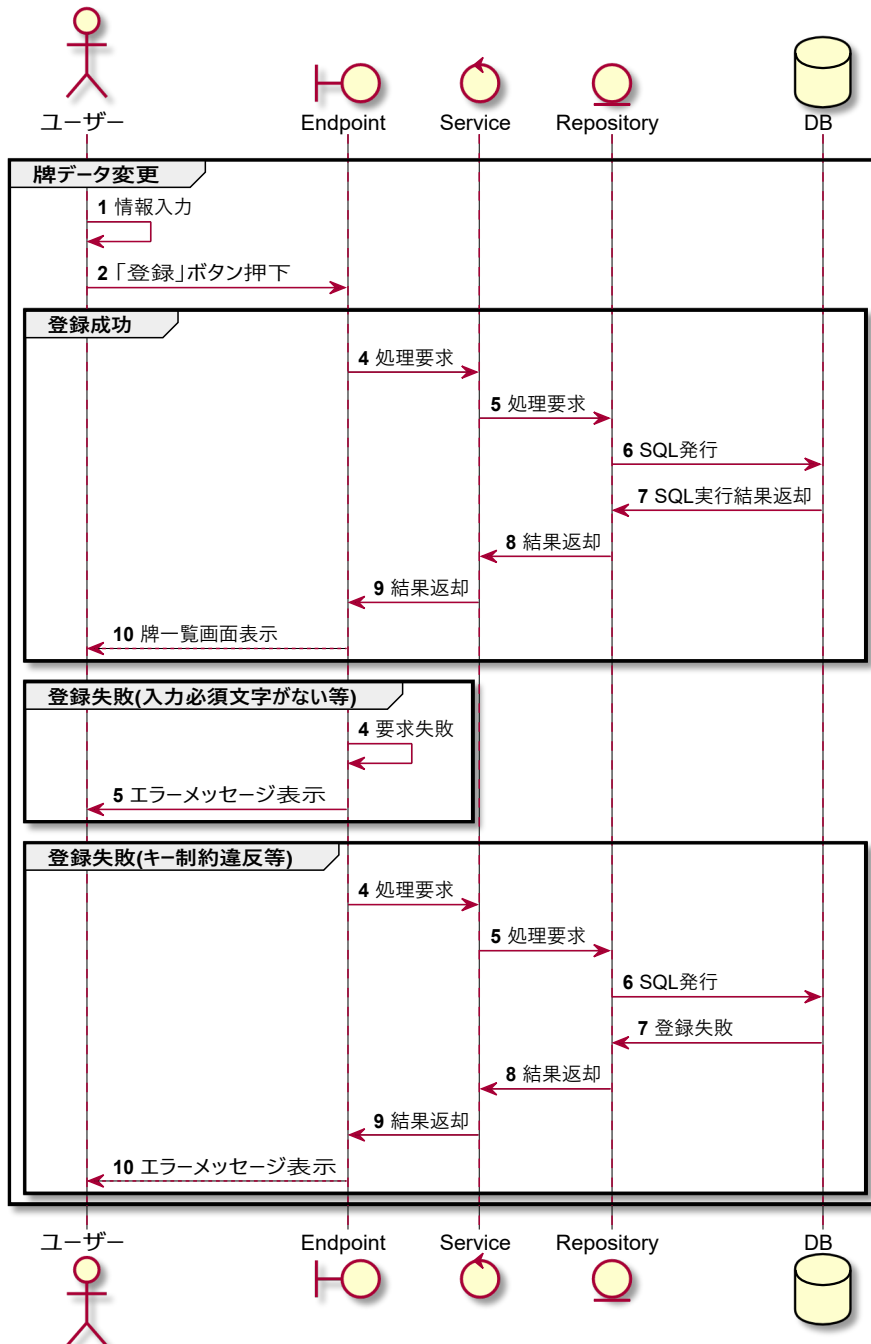 ユーザー
Endpoint
Service
Repository
DB
牌データ変更
1 情報入力
2 「登録」ボタン押下
登録成功
4 処理要求
5 処理要求
6 SQL発行
7 SQL実行結果返却
8 結果返却
9 結果返却
10 牌一覧画面表示
登録失敗(入力必須文字がない等)
4 要求失敗
5 エラーメッセージ表示
登録失敗(キー制約違反等)
4 処理要求
5 処理要求
6 SQL発行
7 登録失敗
8 結果返却
9 結果返却
10 エラーメッセージ表示
ユーザー
Endpoint
Service
Repository
DB